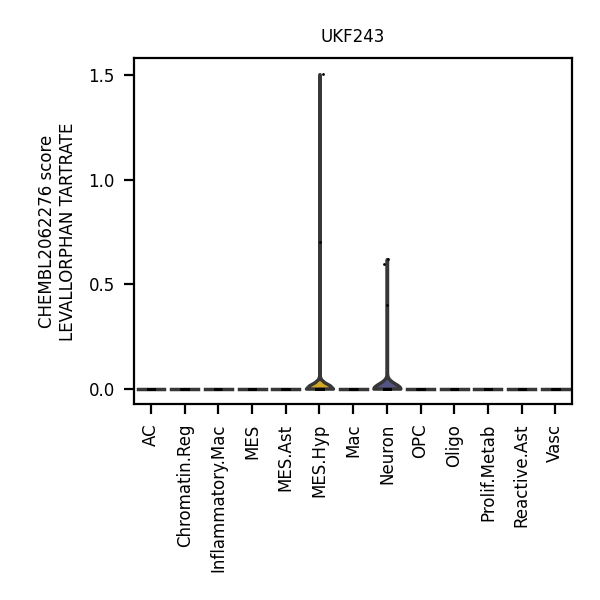 UKF243
CHEMBL2062276 score
LEVALLORPHAN TARTRATE
1.5
1.0
0.5
0.0
AC
Chromatin.Reg
Inflammatory.Mac
MES
MES.Ast
MES.Hyp
Mac
Neuron
OPC
Oligo
Prolif.Metab
Reactive.Ast
Vasc